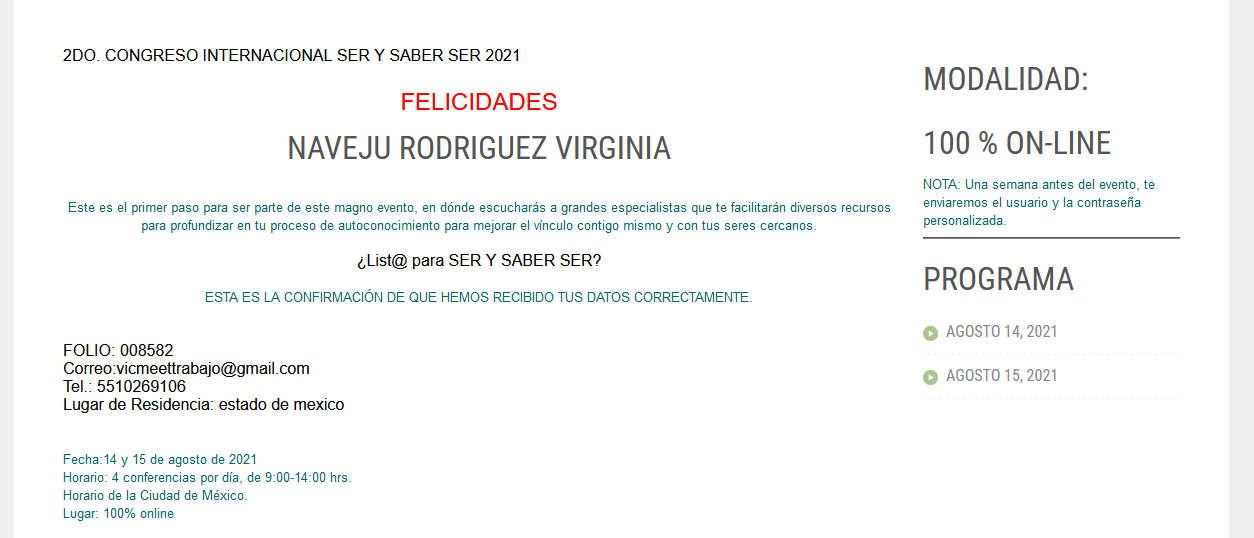 2DO. CONGRESO INTERNACIONAL SER Y SABER SER 2021
FELICIDADES
NAVEJU RODRIGUEZ VIRGINIA
Este es el primer paso para ser parte de este magno evento, en dónde escucharás a grandes especialistas que te facilitarán diversos recursos
para profundizar en tu proceso de autoconocimiento para mejorar el vínculo contigo mismo y con tus seres cercanos.
¿List@ para SER Y SABER SER?
ESTA ES LA CONFIRMACIÓN DE QUE HEMOS RECIBIDO TUS DATOS CORRECTAMENTE.
FOLIO: 008582
Correo:vicmeettrabajo@gmail.com
Tel.: 5510269106
Lugar de Residencia: estado de mexico
Fecha:14 y 15 de agosto de 2021
Horario: 4 conferencias por día, de 9:00-14:00 hrs.
Horario de la Ciudad de México.
Lugar: 100% online
MODALIDAD:
100 % ON-LINE
NOTA: Una semana antes del evento, te
enviaremos el usuario y la contraseña
personalizada.
PROGRAMA
AGOSTO 14, 2021
AGOSTO 15, 2021